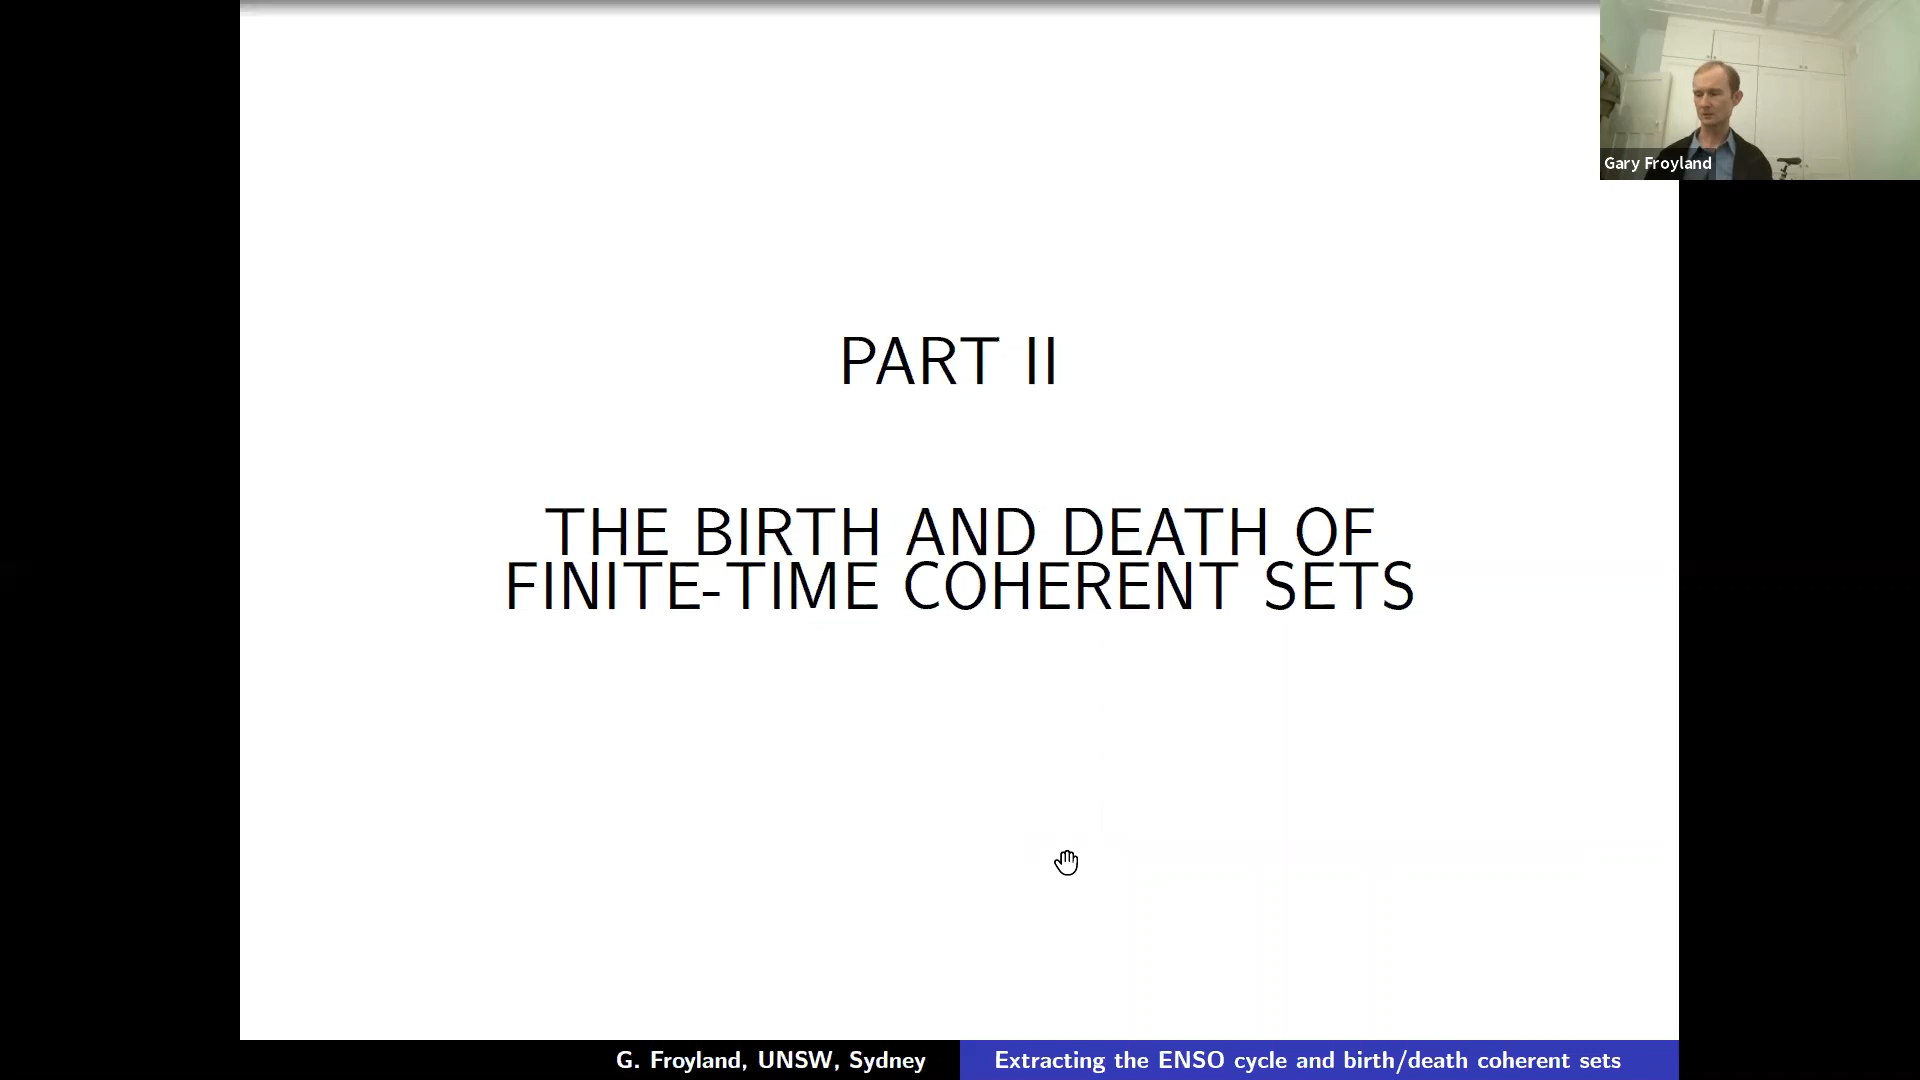 PART II
THE BIRTH AND DEATH OF
FINITE-TIME COHERENT SETS
Gary Froyland
G. Froyland, UNSW, Sydney
Extracting the ENSO cycle and birth/death coherent sets